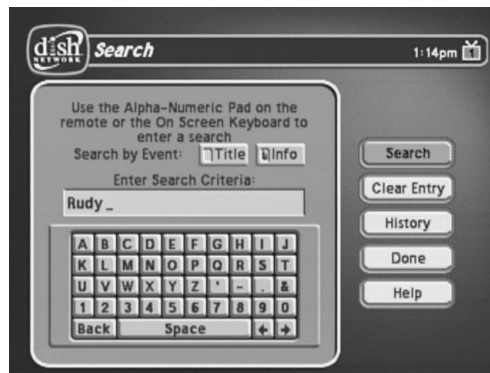 dish
NETWORK
Search
1:14pm
1
Use the Alpha-Numeric Pad on the
remote or the On Screen Keyboard to
enter a search
Search by Event: Title Info
Enter Search Criteria:
Rudy _
A B C D E F G H I J
K L M N O P Q R S T
U V W X Y Z ' - . &
1 2 3 4 5 6 7 8 9 0
Back Space ← →
Search
Clear Entry
History
Done
Help